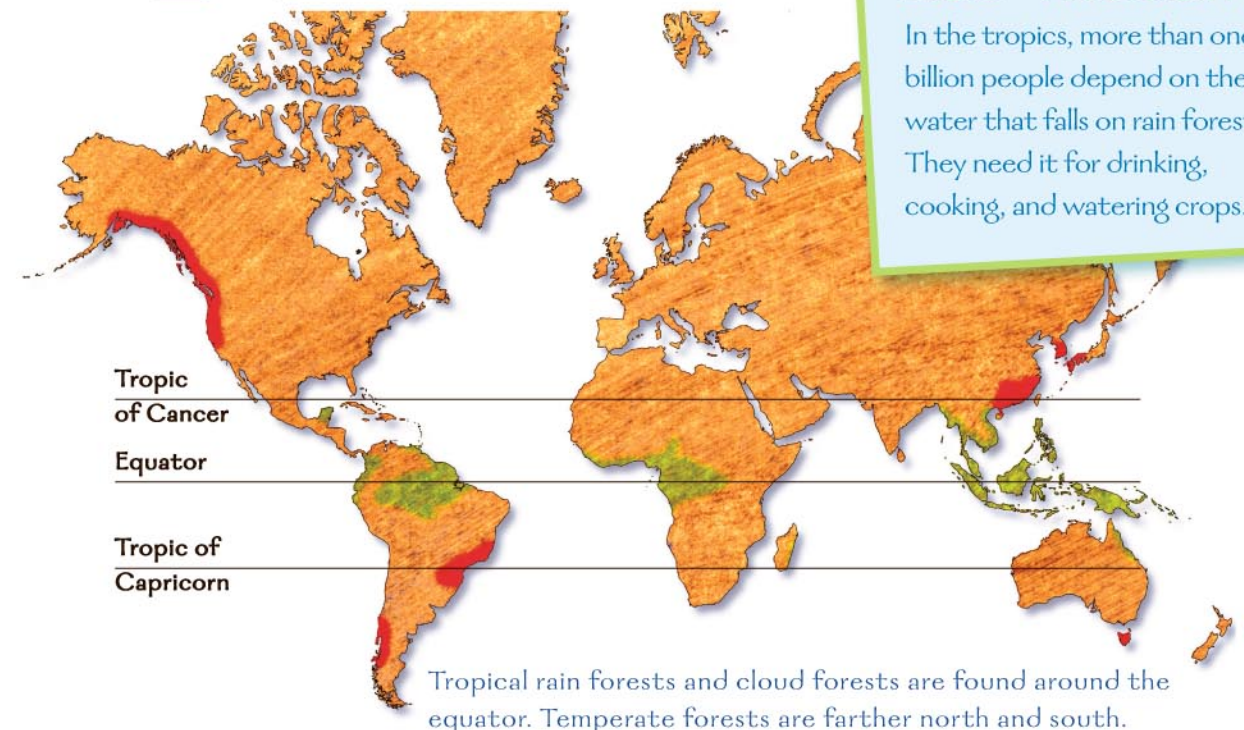 In the tropics, more than one
billion people depend on the
water that falls on rain fores
They need it for drinking,
cooking, and watering crops.
Tropic
of Cancer
Equator
Tropic of
Capricorn
Tropical rain forests and cloud forests are found around the
equator. Temperate forests are farther north and south.